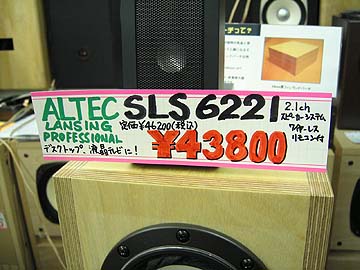 ALTEC SLS6221
LANSING
PROFESSIONAL
定価¥46200(税込)
¥43800
デスクトップ、液晶テレビに!
2.1ch
スピーカーシステム
ワイヤーレス
リモコン付